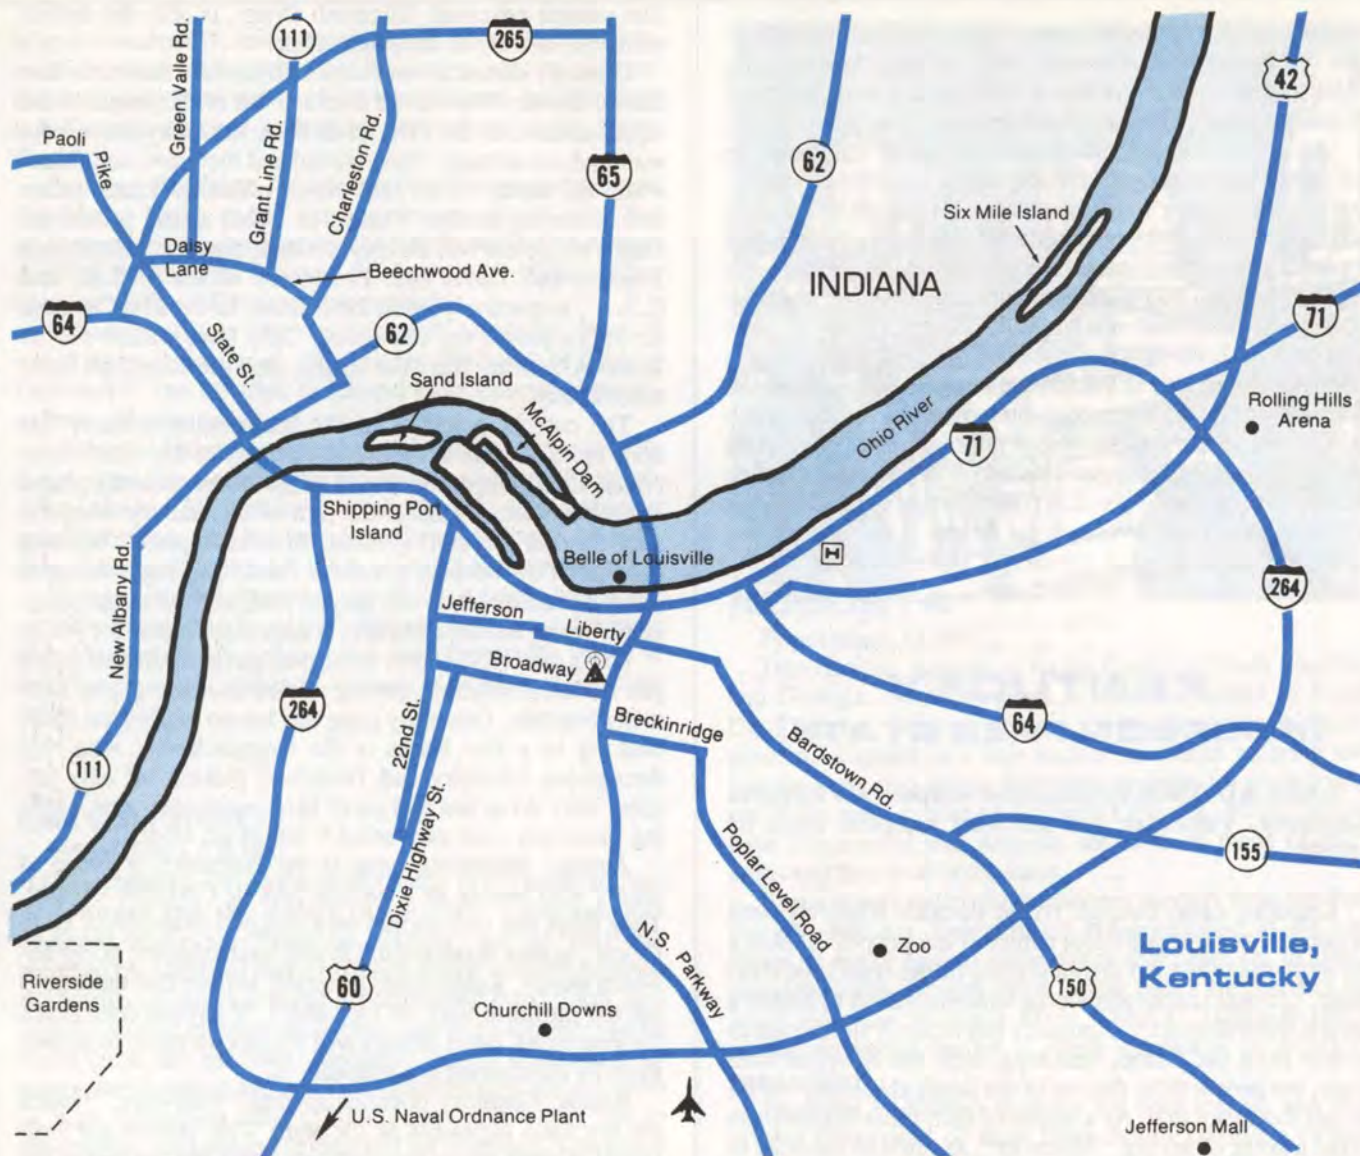 Green Valle Rd.
111
265
42
Paoli
Pike
Grant Line Rd.
Charleston Rd.
65
62
Six Mile Island
Daisy
Lane
Beechwood Ave.
INDIANA
64
State St.
62
71
Sand Island
McAlpin Dam
Ohio River
71
Rolling Hills
Arena
Shipping Port
Island
Belle of Louisville
H
264
New Albany Rd.
Jefferson
Liberty
Broadway
264
22nd St.
Breckinridge
Bardstown Rd.
64
111
Dixie Highway St.
Poplar Level Road
155
N.S. Parkway
Zoo
Louisville,
Kentucky
Riverside
Gardens
60
150
Churchill Downs
U.S. Naval Ordnance Plant
Jefferson Mall